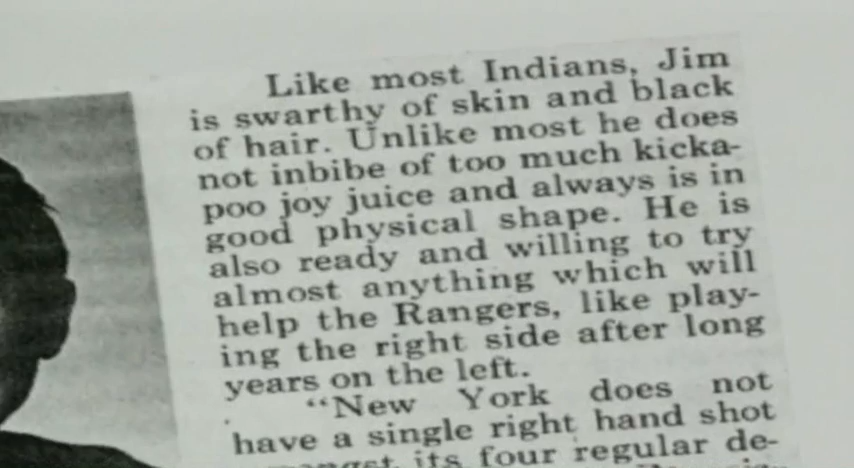 Like most Indians, Jim
is swarthy of skin and black
of hair. Unlike most he does
not inbibe of too much kicka-
poo joy juice and always is in
good physical shape. He is
also ready and willing to try
almost anything which will
help the Rangers, like play-
ing the right side after long
years on the left.
"New York does not
have a single right hand shot
its four regular de-